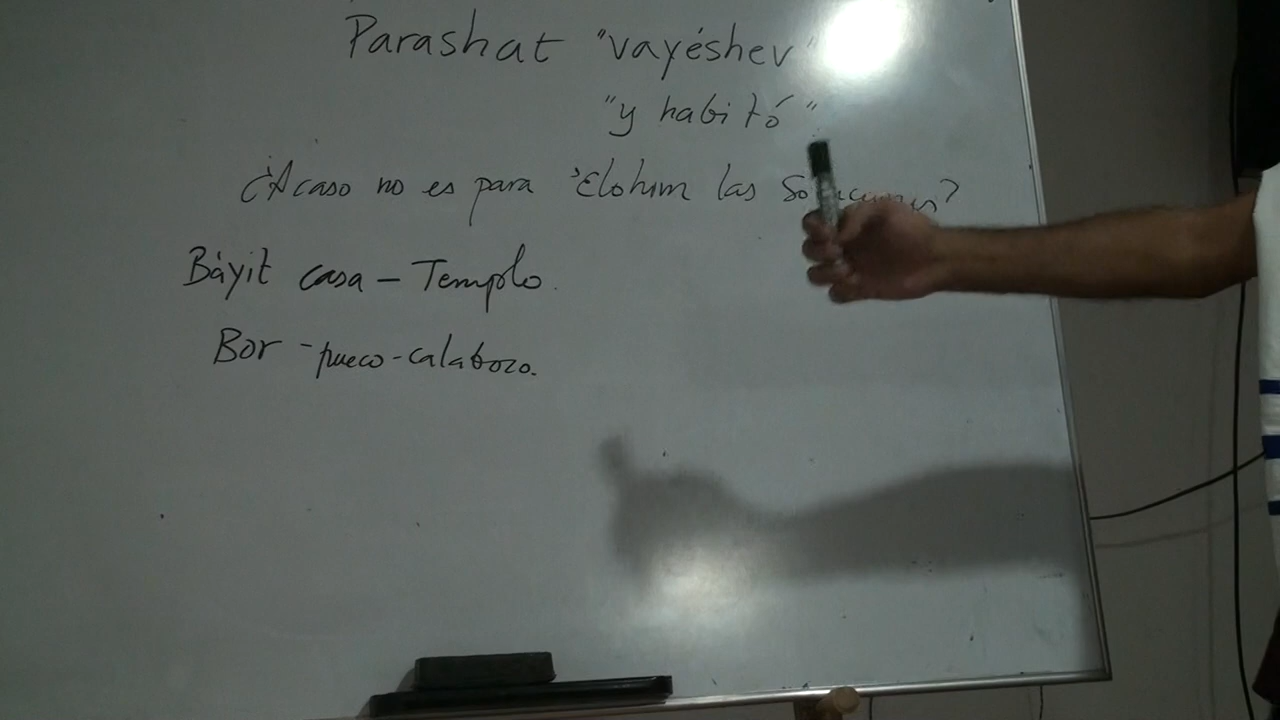 Parashat "vayéshev"
"y habitó"
¿Acaso no es para 'Elohim las ?
Báyit casa – Templo.
Bor - pueco - calabozo.